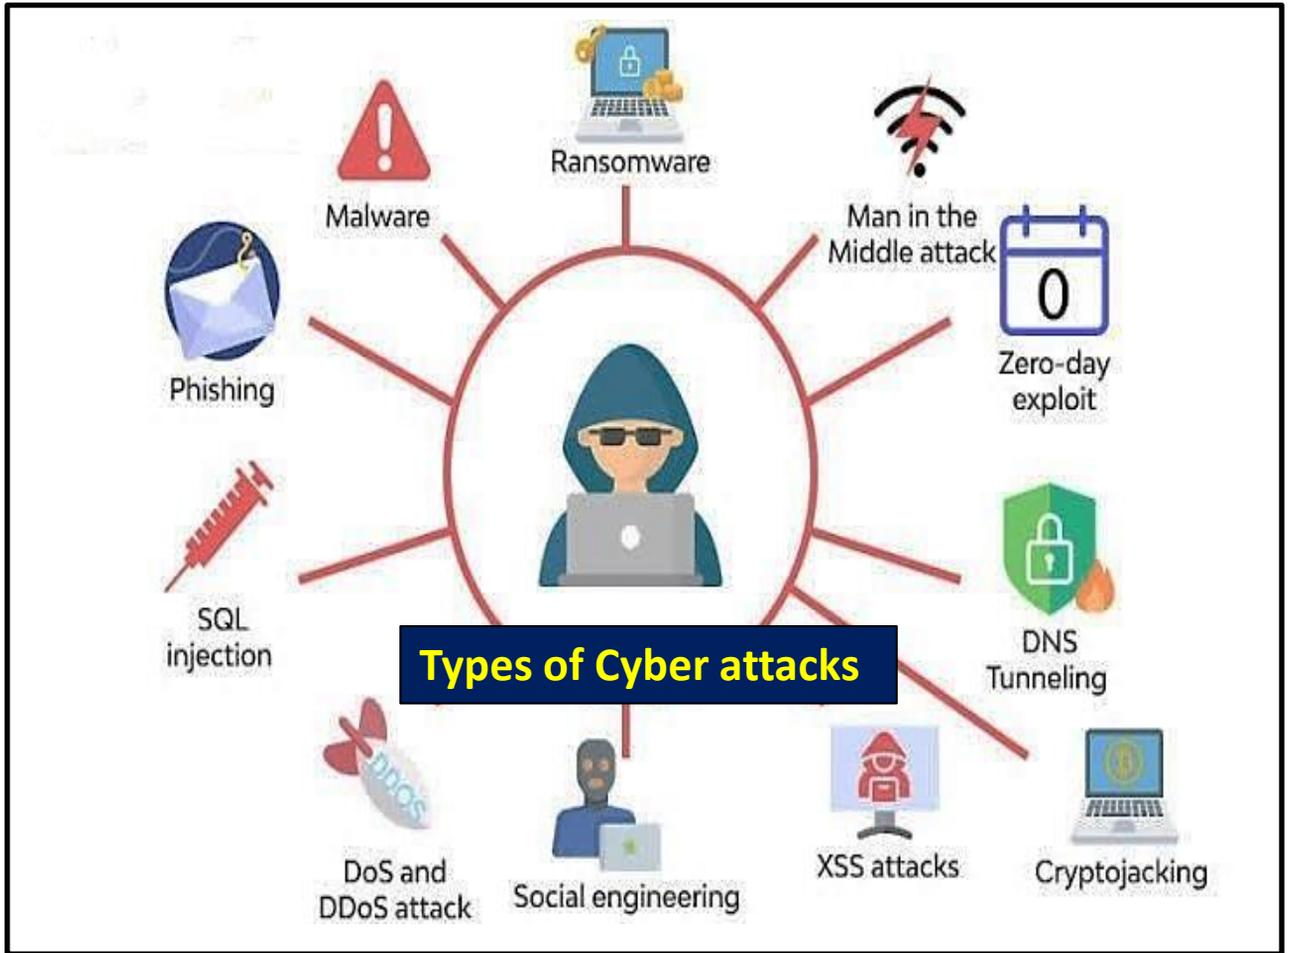 Ransomware
Malware
Man in the
Middle attack
0
Zero-day
exploit
Phishing
SQL
injection
DNS
Tunneling
Types of Cyber attacks
DDOS
DoS and
DDoS attack
Social engineering
XSS attacks
Cryptojacking